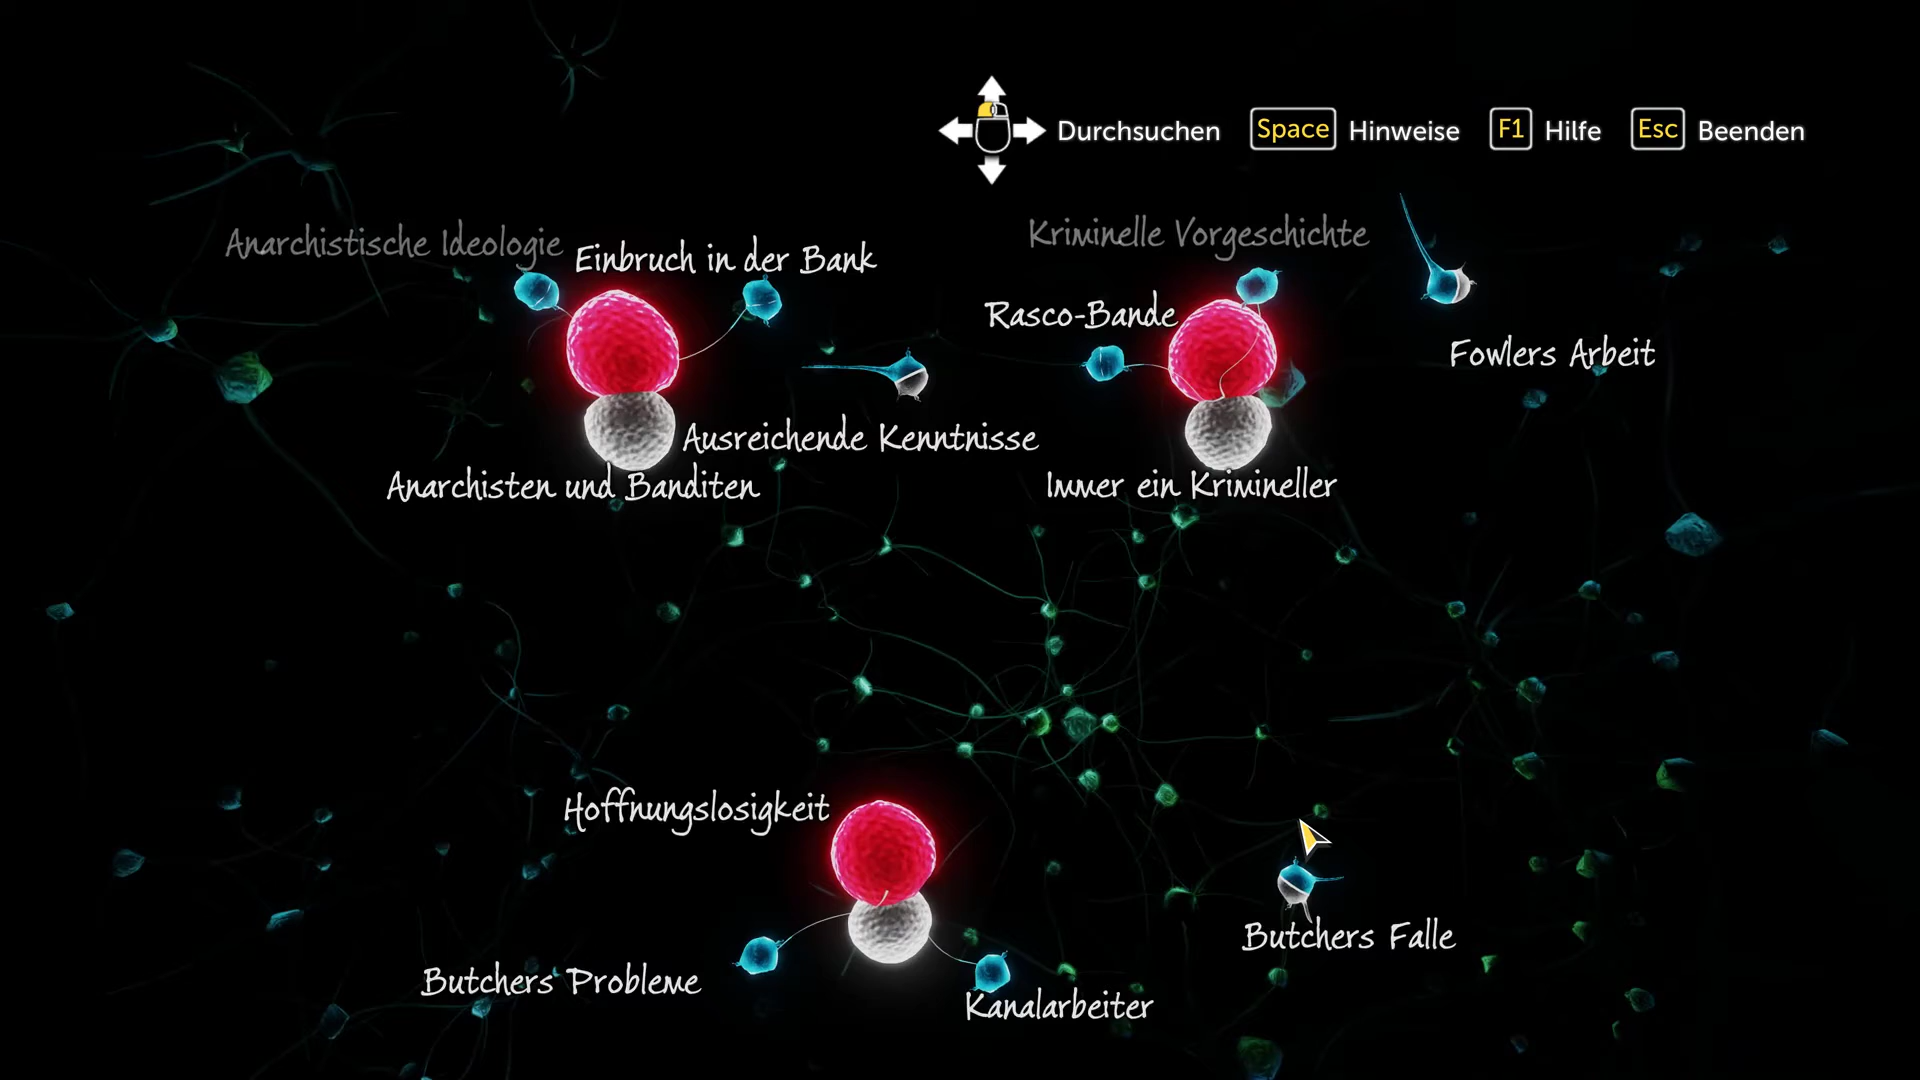 Durchsuchen
Space Hinweise
F1 Hilfe
Esc Beenden
Anarchistische Ideologie
Einbruch in der Bank
Kriminelle Vorgeschichte
Rasco-Bande
Fowlers Arbeit
Ausreichende Kenntnisse
Anarchisten und Banditen
Immer ein Krimineller
Hoffnungslosigkeit
Butchers Falle
Butchers Probleme
Kanalarbeiter